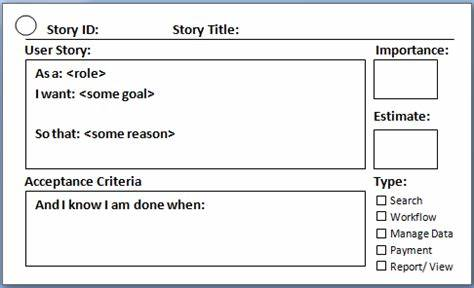 Story ID: Story Title:
User Story:
As a: <role>
I want: <some goal>
So that: <some reason>
Importance:
Estimate:
Acceptance Criteria
And I know I am done when:
Type:
Search
Workflow
Manage Data
Payment
Report/ View